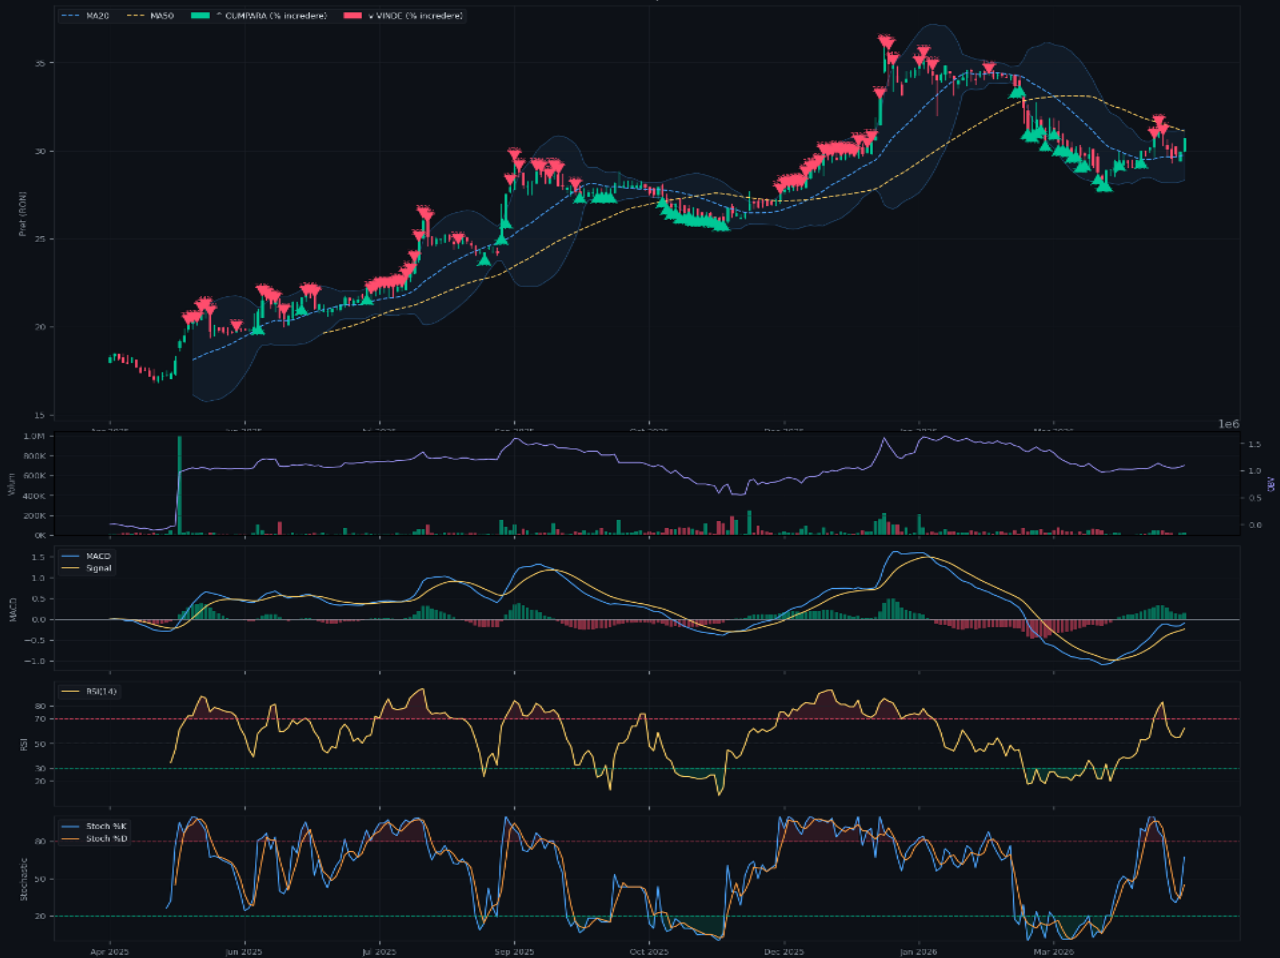 MA20 MA50 ^ CUMPARA (% incredere) v VINDE (% incredere)
35
30
25
20
15
Pret (RON)
1e6
1.0M
800K
600K
400K
200K
0K
Volum
1.5
1.0
0.5
0.0
OBV
MACD
Signal
1.5
1.0
0.5
0.0
−0.5
−1.0
MACD
RSI(14)
80
70
50
30
20
RSI
Stoch %K
Stoch %D
80
50
20
Stochastic
Apr 2025 Jun 2025 Jul 2025 Sep 2025 Oct 2025 Dec 2025 Jan 2026 Mar 2026